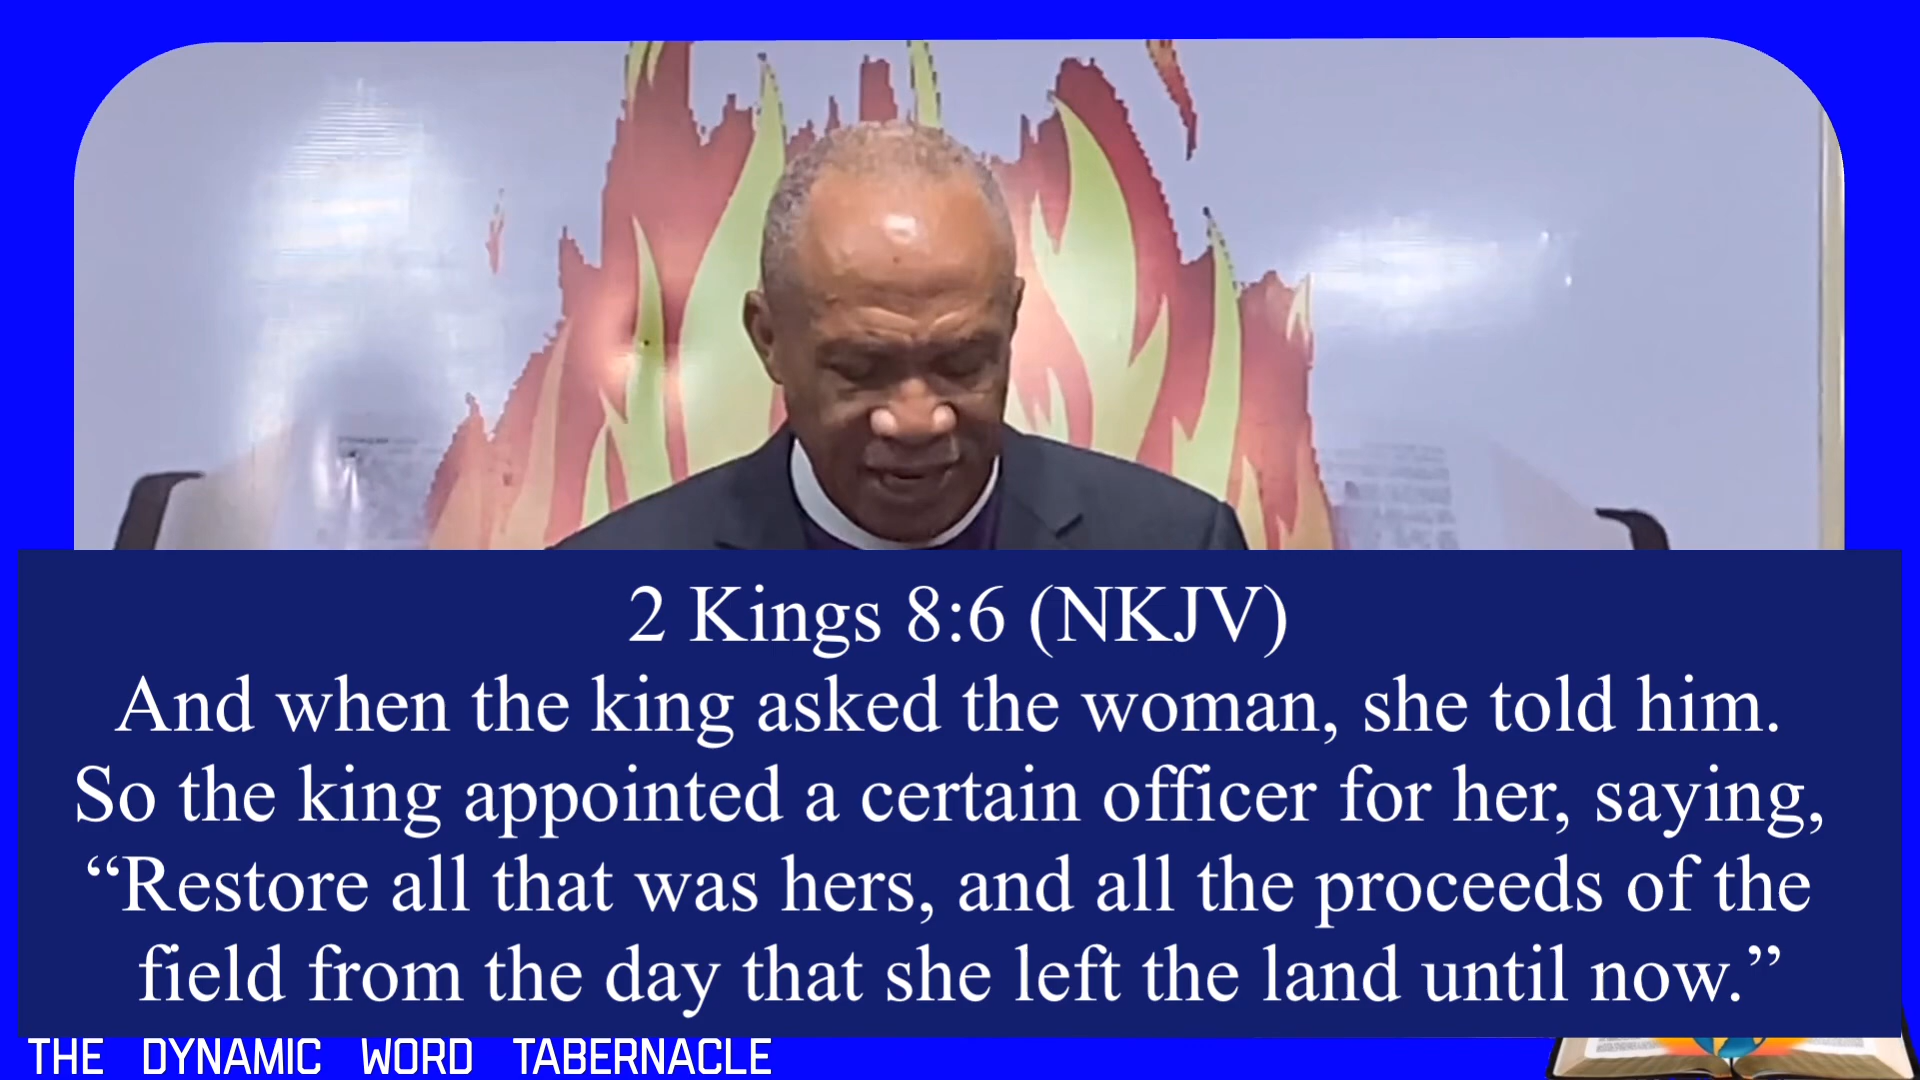 2 Kings 8:6 (NKJV)
And when the king asked the woman, she told him.
So the king appointed a certain officer for her, saying,
“Restore all that was hers, and all the proceeds of the
field from the day that she left the land until now.”
THE DYNAMIC WORD TABERNACLE